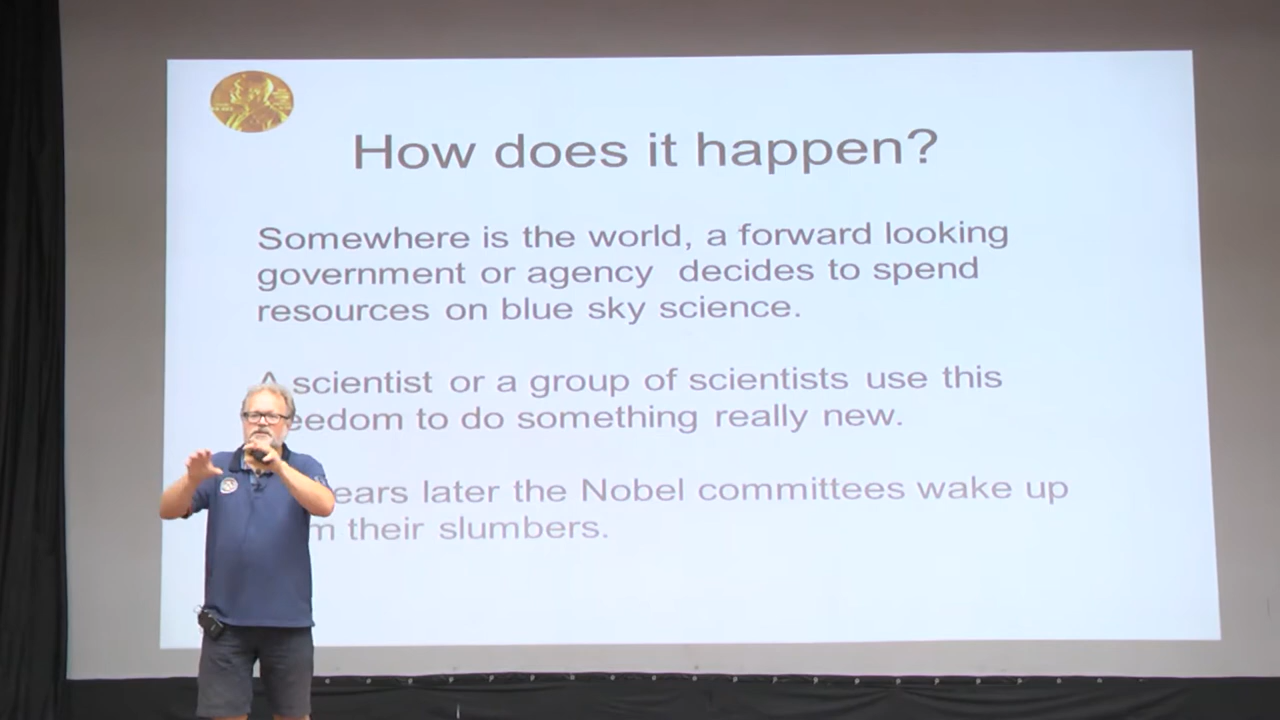 How does it happen?
Somewhere is the world, a forward looking
government or agency decides to spend
resources on blue sky science.
A scientist or a group of scientists use this
eedom to do something really new.
ears later the Nobel committees wake up
m their slumbers.